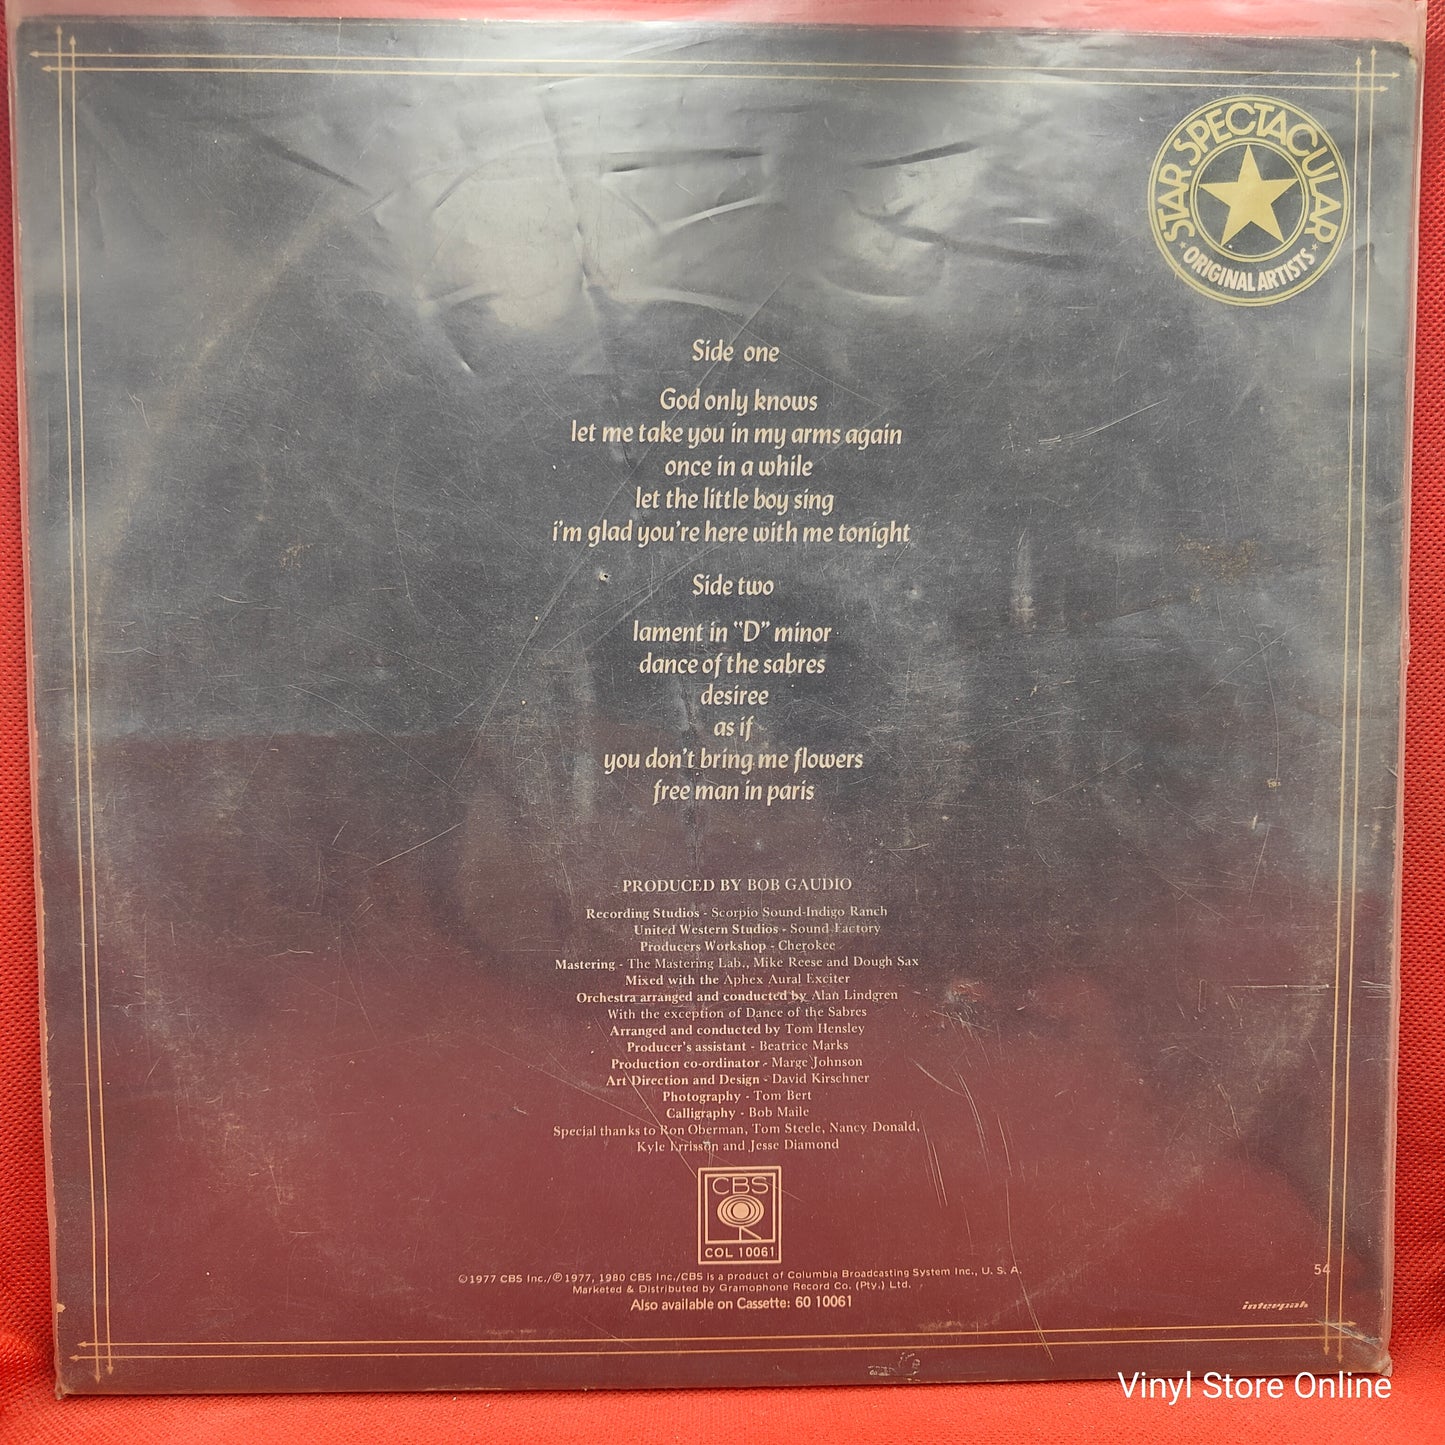 STAR SPECTACULAR
ORIGINAL ARTISTS
Side one
God only knows
let me take you in my arms again
once in a while
let the little boy sing
i'm glad you're here with me tonight
Side two
lament in "D" minor
dance of the sabres
desiree
as if
you don't bring me flowers
free man in paris
PRODUCED BY BOB GAUDIO
Recording Studios - Scorpio Sound-Indigo Ranch
United Western Studios - Sound Factory
Producers Workshop - Cherokee
Mastering - The Mastering Lab., Mike Reese and Dough Sax
Mixed with the Aphex Aural Exciter
Orchestra arranged and conducted by Alan Lindgren
With the exception of Dance of the Sabres
Arranged and conducted by Tom Hensley
Producer's assistant - Beatrice Marks
Production co-ordinator - Marge Johnson
Art Direction and Design - David Kirschner
Photography - Tom Bert
Calligraphy - Bob Maile
Special thanks to Ron Oberman, Tom Steele, Nancy Donald,
Kyle Errisson and Jesse Diamond
CBS
COL 10061
©1977 CBS Inc./℗1977, 1980 CBS Inc./CBS is a product of Columbia Broadcasting System Inc., U. S. A.
Marketed & Distributed by Gramophone Record Co. (Pty.) Ltd.
Also available on Cassette: 60 10061
54
interpak
Vinyl Store Online